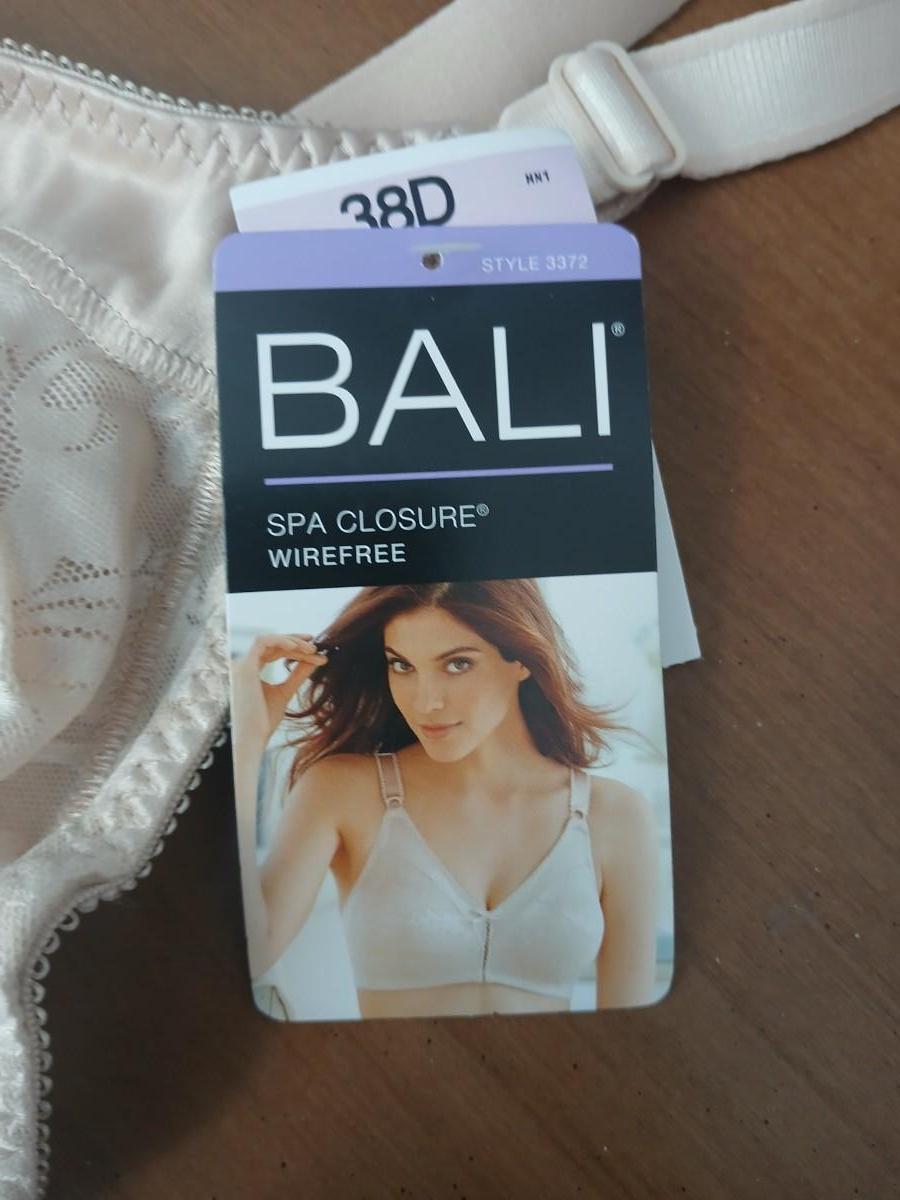 38D
HN1
STYLE 3372
BALI®
SPA CLOSURE®
WIREFREE